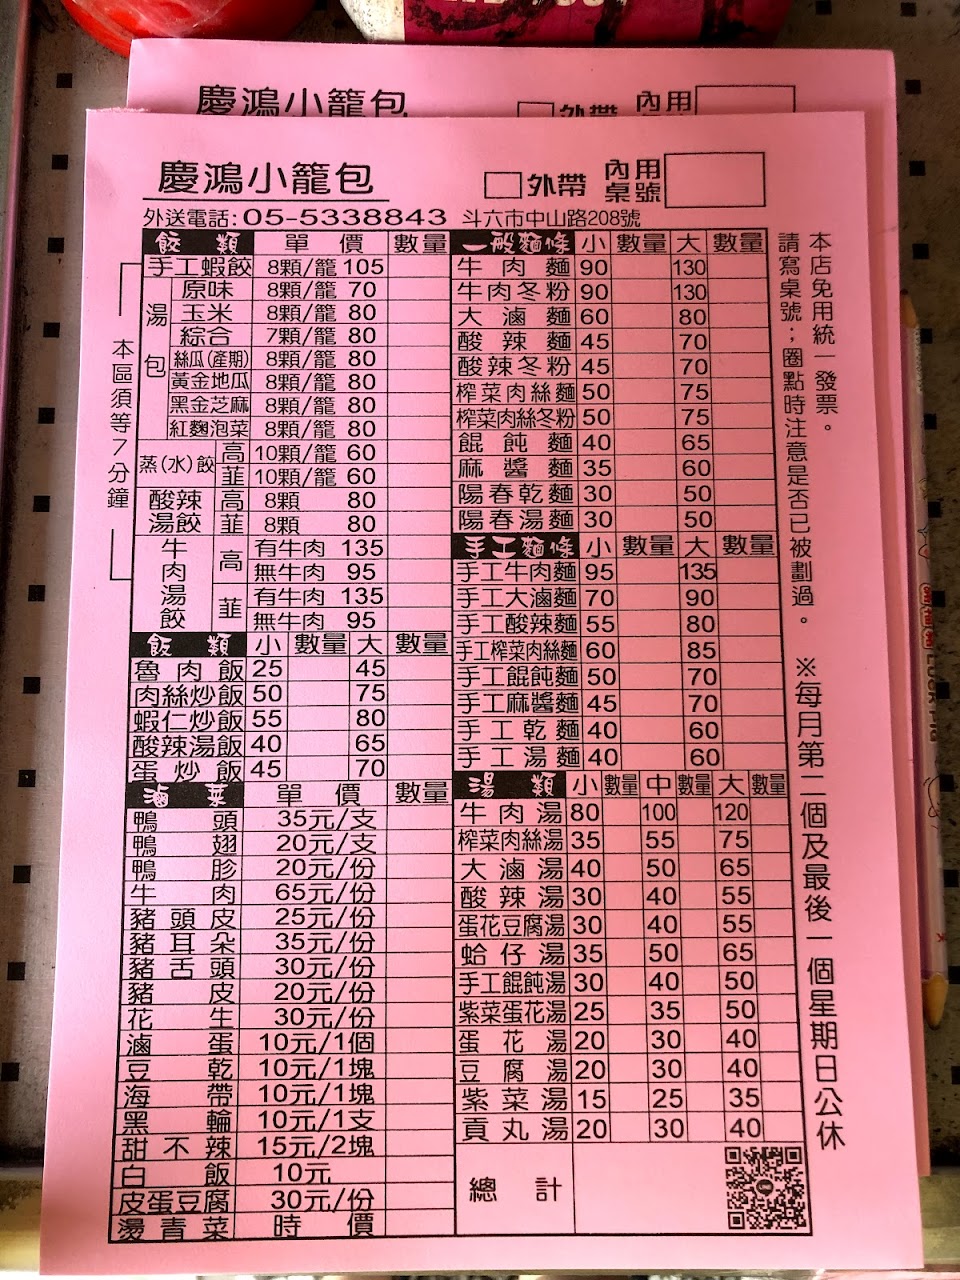 慶鴻小籠包
外帶
內用
慶鴻小籠包
外帶
內用
桌號
外送電話:05-5338843 斗六市中山路208號
餃類 單價 數量
手工蝦餃 8顆/籠 105
湯包
原味 8顆/籠 70
玉米 8顆/籠 80
綜合 7顆/籠 80
絲瓜(產期) 8顆/籠 80
黃金地瓜 8顆/籠 80
黑金芝麻 8顆/籠 80
紅麴泡菜 8顆/籠 80
蒸(水)餃 高 10顆/籠 60
韮 10顆/籠 60
酸辣湯餃 高 8顆 80
韮 8顆 80
牛肉湯餃
高 有牛肉 135
無牛肉 95
韮 有牛肉 135
無牛肉 95
本區須等7分鐘
飯類 小 數量 大 數量
魯肉飯 25 45
肉絲炒飯 50 75
蝦仁炒飯 55 80
酸辣湯飯 40 65
蛋炒飯 45 70
滷菜 單價 數量
鴨頭 35元/支
鴨翅 20元/支
鴨胗 20元/份
牛肉 65元/份
豬頭皮 25元/份
豬耳朵 35元/份
豬舌頭 30元/份
豬皮 20元/份
花生 30元/份
滷蛋 10元/1個
豆乾 10元/1塊
海帶 10元/1塊
黑輪 10元/1支
甜不辣 15元/2塊
白飯 10元
皮蛋豆腐 30元/份
燙青菜 時價
一般麵條 小 數量 大 數量
牛肉麵 90 130
牛肉冬粉 90 130
大滷麵 60 80
酸辣麵 45 70
酸辣冬粉 45 70
榨菜肉絲麵 50 75
榨菜肉絲冬粉 50 75
餛飩麵 40 65
麻醬麵 35 60
陽春乾麵 30 50
陽春湯麵 30 50
手工麵條 小 數量 大 數量
手工牛肉麵 95 135
手工大滷麵 70 90
手工酸辣麵 55 80
手工榨菜肉絲麵 60 85
手工餛飩麵 50 70
手工麻醬麵 45 70
手工乾麵 40 60
手工湯麵 40 60
湯類 小 數量 中 數量 大 數量
牛肉湯 80 100 120
榨菜肉絲湯 35 55 75
大滷湯 40 50 65
酸辣湯 30 40 55
蛋花豆腐湯 30 40 55
蛤仔湯 35 50 65
手工餛飩湯 30 40 50
紫菜蛋花湯 25 35 50
蛋花湯 20 30 40
豆腐湯 20 30 40
紫菜湯 15 25 35
貢丸湯 20 30 40
總計
本店免用統一發票。
請寫桌號；圈點時注意是否已被劃過。
※每月第二個及最後一個星期日公休